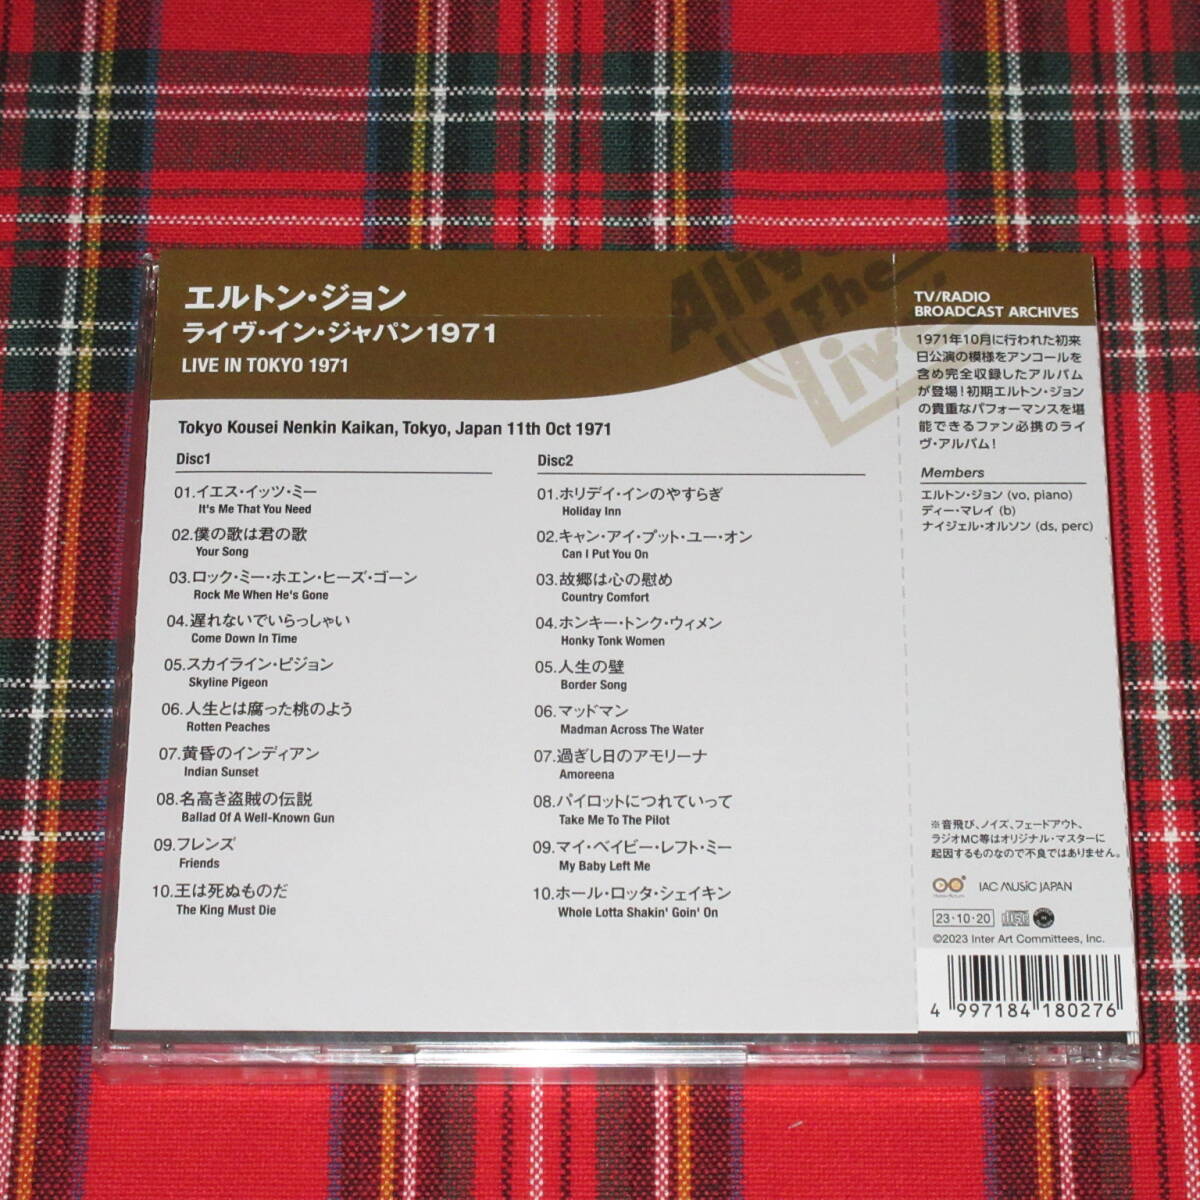 エルトン・ジョン
ライヴ・イン・ジャパン1971
LIVE IN TOKYO 1971
Alive
The
Live
Tokyo Kousei Nenkin Kaikan, Tokyo, Japan 11th Oct 1971
Disc1
01.イエス・イッツ・ミー
It's Me That You Need
02.僕の歌は君の歌
Your Song
03.ロック・ミー・ホエン・ヒーズ・ゴーン
Rock Me When He's Gone
04.遅れないでいらっしゃい
Come Down In Time
05.スカイライン・ピジョン
Skyline Pigeon
06.人生とは腐った桃のよう
Rotten Peaches
07.黄昏のインディアン
Indian Sunset
08.名高き盗賊の伝説
Ballad Of A Well-Known Gun
09.フレンズ
Friends
10.王は死ぬものだ
The King Must Die
Disc2
01.ホリデイ・インのやすらぎ
Holiday Inn
02.キャン・アイ・プット・ユー・オン
Can I Put You On
03.故郷は心の慰め
Country Comfort
04.ホンキー・トンク・ウィメン
Honky Tonk Women
05.人生の壁
Border Song
06.マッドマン
Madman Across The Water
07.過ぎし日のアモリーナ
Amoreena
08.パイロットにつれていって
Take Me To The Pilot
09.マイ・ベイビー・レフト・ミー
My Baby Left Me
10.ホール・ロッタ・シェイキン
Whole Lotta Shakin' Goin' On
TV/RADIO
BROADCAST ARCHIVES
1971年10月に行われた初来
日公演の模様をアンコールを
含め完全収録したアルバム
が登場！初期エルトン・ジョン
の貴重なパフォーマンスを堪
能できるファン必携のライ
ヴ・アルバム！
Members
エルトン・ジョン (vo, piano)
ディー・マレイ (b)
ナイジェル・オルソン (ds, perc)
※音飛び、ノイズ、フェードアウト、
ラジオMC等はオリジナル・マスターに
起因するものなので不良ではありません。
IAC MUSIC JAPAN
23・10・20
©2023 Inter Art Committees, Inc.
4 997184 180276